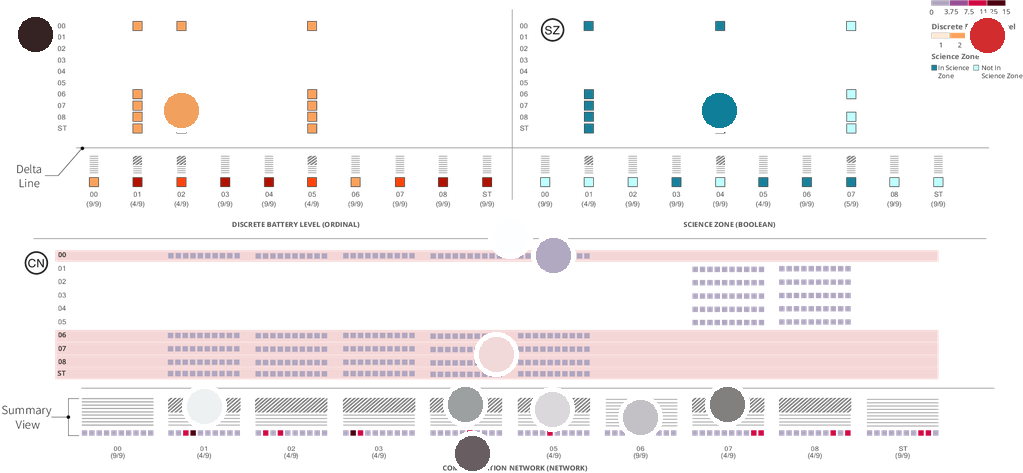 0 3.75 7.5 11.25 15
Discrete
1 2
Science Zone
In Science Zone
Not In Science Zone
00
01
02
03
04
05
06
07
08
ST
SZ
00
01
02
03
04
05
06
07
08
ST
Delta Line
00 01 02 03 04 05 06 07 08 ST
(9/9) (4/9) (4/9) (9/9) (9/9) (4/9) (9/9) (9/9) (9/9) (9/9)
00 01 02 03 04 05 06 07 08 ST
(9/9) (4/9) (9/9) (9/9) (9/9) (4/9) (9/9) (5/9) (9/9) (9/9)
DISCRETE BATTERY LEVEL (ORDINAL)
SCIENCE ZONE (BOOLEAN)
CN
00
01
02
03
04
05
06
07
08
ST
Summary View
00 01 02 03 05 06 07 08 ST
(9/9) (4/9) (4/9) (4/9) (4/9) (9/9) (4/9) (4/9) (9/9)
NETWORK (NETWORK)